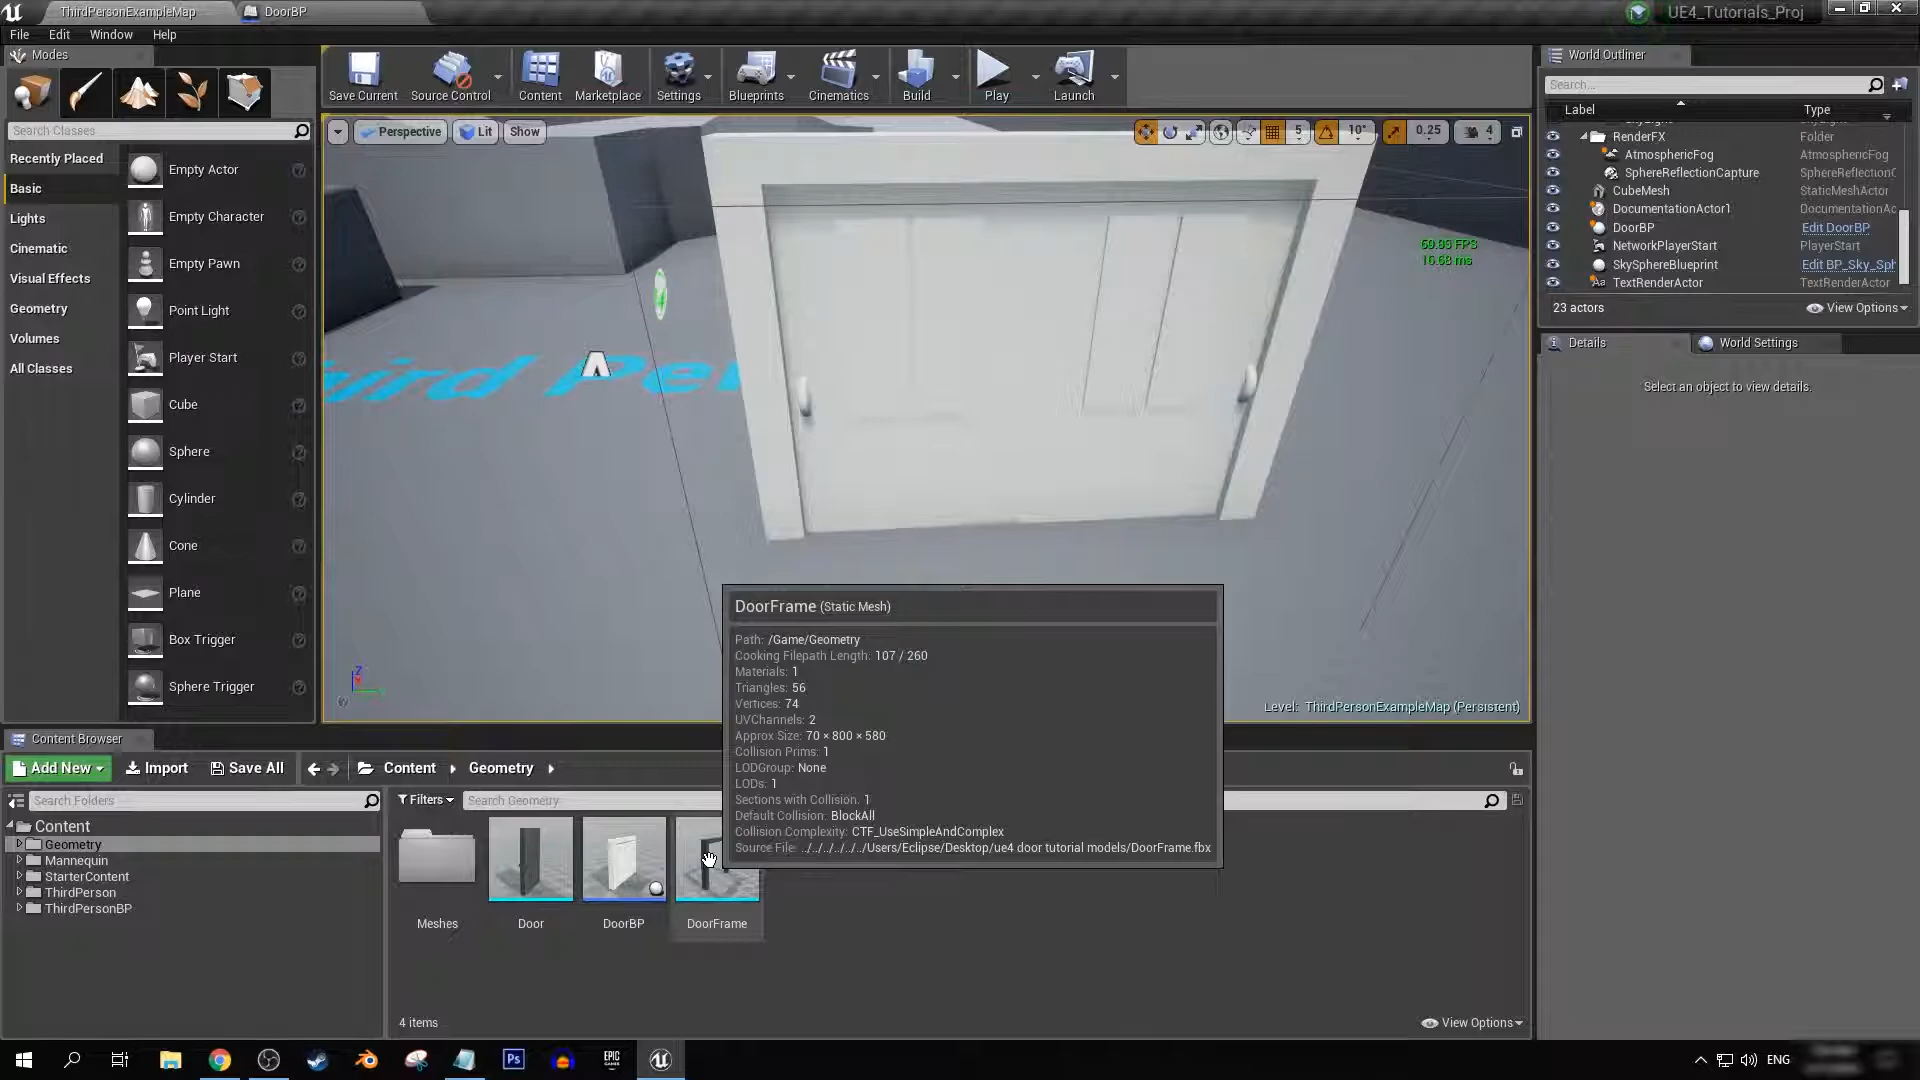 ThirdPersonExampleMap
DoorBP
UE4_Tutorials_Proj
File Edit Window Help
Modes
Search Classes
Recently Placed
Basic
Lights
Cinematic
Visual Effects
Geometry
Volumes
All Classes
Empty Actor
Empty Character
Empty Pawn
Point Light
Player Start
Cube
Sphere
Cylinder
Cone
Plane
Box Trigger
Sphere Trigger
Save Current
Source Control
Content
Marketplace
Settings
Blueprints
Cinematics
Build
Play
Launch
Perspective
Lit
Show
5
10°
0.25
4
59.93 FPS
16.68 ms
Third Per
Level: ThirdPersonExampleMap (Persistent)
World Outliner
Search...
Label Type
RenderFX Folder
AtmosphericFog AtmosphericFog
SphereReflectionCapture SphereReflectionC
CubeMesh StaticMeshActor
DocumentationActor1 DocumentationAc
DoorBP Edit DoorBP
NetworkPlayerStart PlayerStart
SkySphereBlueprint Edit BP_Sky_Sph
TextRenderActor TextRenderActor
23 actors
View Options
Details
World Settings
Select an object to view details.
DoorFrame (Static Mesh)
Path: /Game/Geometry
Cooking Filepath Length: 107 / 260
Materials: 1
Triangles: 56
Vertices: 74
UVChannels: 2
Approx Size: 70 × 800 × 580
Collision Prims: 1
LODGroup: None
LODs: 1
Sections with Collision: 1
Default Collision: BlockAll
Collision Complexity: CTF_UseSimpleAndComplex
Source File: ../../../../../../Users/Eclipse/Desktop/ue4 door tutorial models/DoorFrame.fbx
Content Browser
Add New
Import
Save All
Content
Geometry
Search Folders
Filters
Search Geometry
Content
Geometry
Mannequin
StarterContent
ThirdPerson
ThirdPersonBP
Meshes
Door
DoorBP
DoorFrame
4 items
View Options
Ps
EPIC
GAMES
ENG